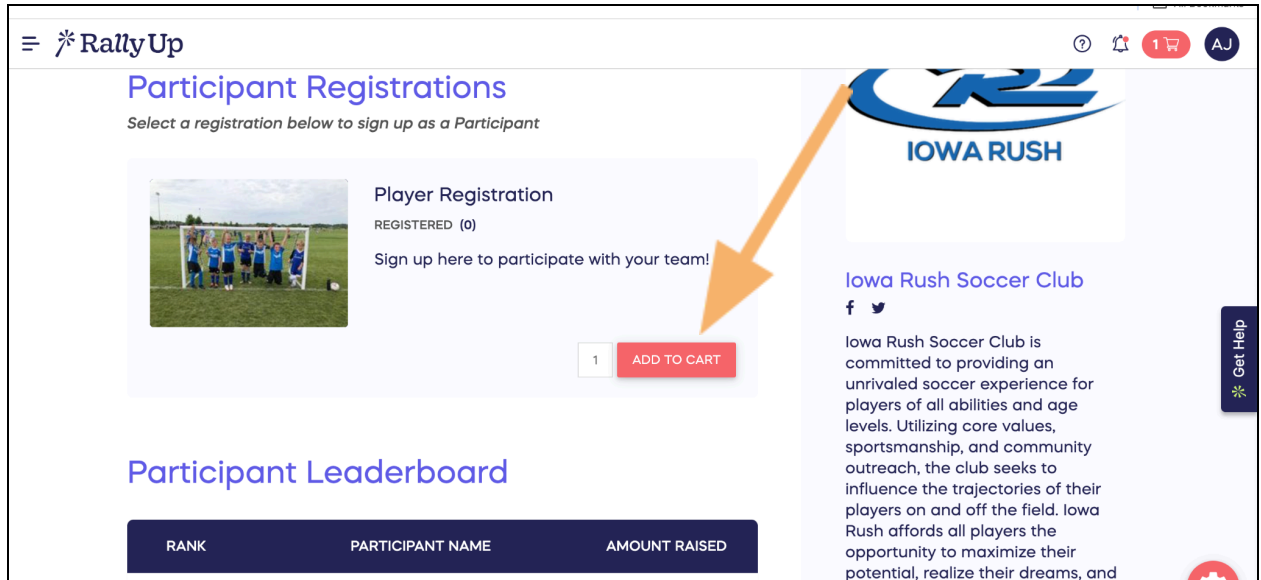 Rally Up
1
AJ
Participant Registrations
Select a registration below to sign up as a Participant
Player Registration
REGISTERED (0)
Sign up here to participate with your team!
1
ADD TO CART
Participant Leaderboard
RANK PARTICIPANT NAME AMOUNT RAISED
IOWA RUSH
Iowa Rush Soccer Club
Iowa Rush Soccer Club is
committed to providing an
unrivaled soccer experience for
players of all abilities and age
levels. Utilizing core values,
sportsmanship, and community
outreach, the club seeks to
influence the trajectories of their
players on and off the field. Iowa
Rush affords all players the
opportunity to maximize their
potential, realize their dreams, and
Get Help